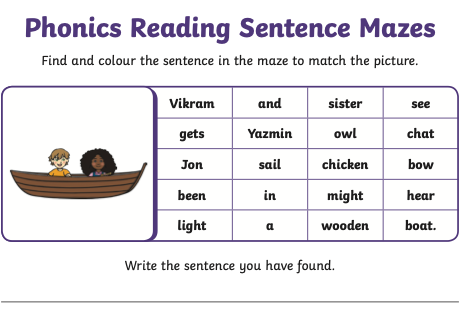 Phonics Reading Sentence Mazes
Find and colour the sentence in the maze to match the picture.
Vikram and sister see
gets Yazmin owl chat
Jon sail chicken bow
been in might hear
light a wooden boat.
Write the sentence you have found.